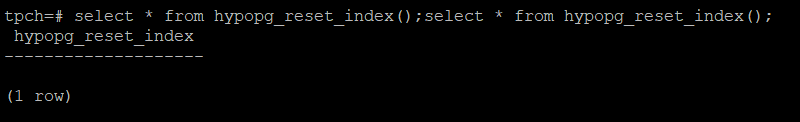 tpch=# select * from hypopg_reset_index();select * from hypopg_reset_index();
 hypopg_reset_index
--------------------

(1 row)